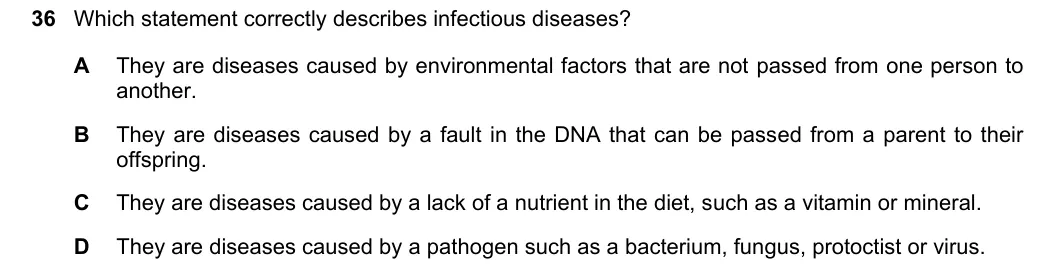 36 Which statement correctly describes infectious diseases?
A They are diseases caused by environmental factors that are not passed from one person to
another.
B They are diseases caused by a fault in the DNA that can be passed from a parent to their
offspring.
C They are diseases caused by a lack of a nutrient in the diet, such as a vitamin or mineral.
D They are diseases caused by a pathogen such as a bacterium, fungus, protoctist or virus.